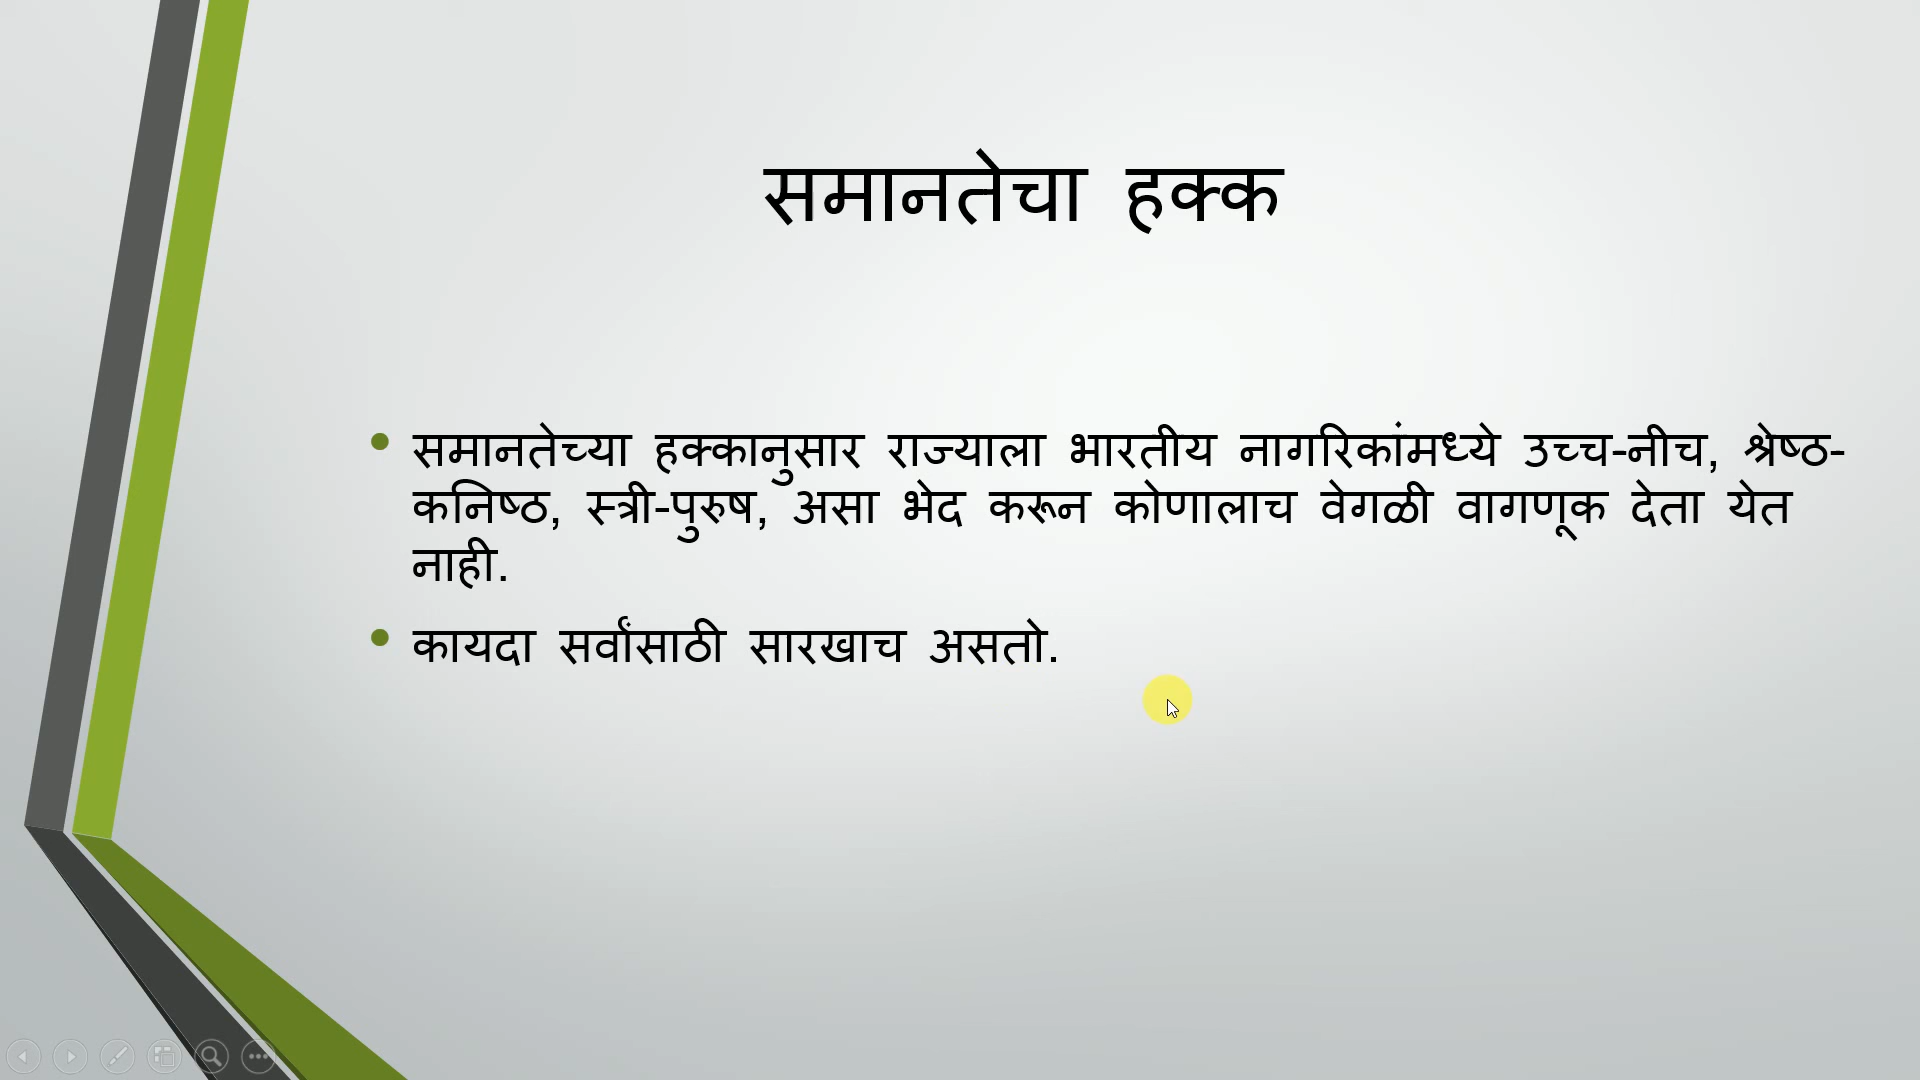 समानतेचा हक्क
• समानतेच्या हक्कानुसार राज्याला भारतीय नागरिकांमध्ये उच्च-नीच, श्रेष्ठ-
कनिष्ठ, स्त्री-पुरुष, असा भेद करून कोणालाच वेगळी वागणूक देता येत
नाही.
• कायदा सर्वांसाठी सारखाच असतो.